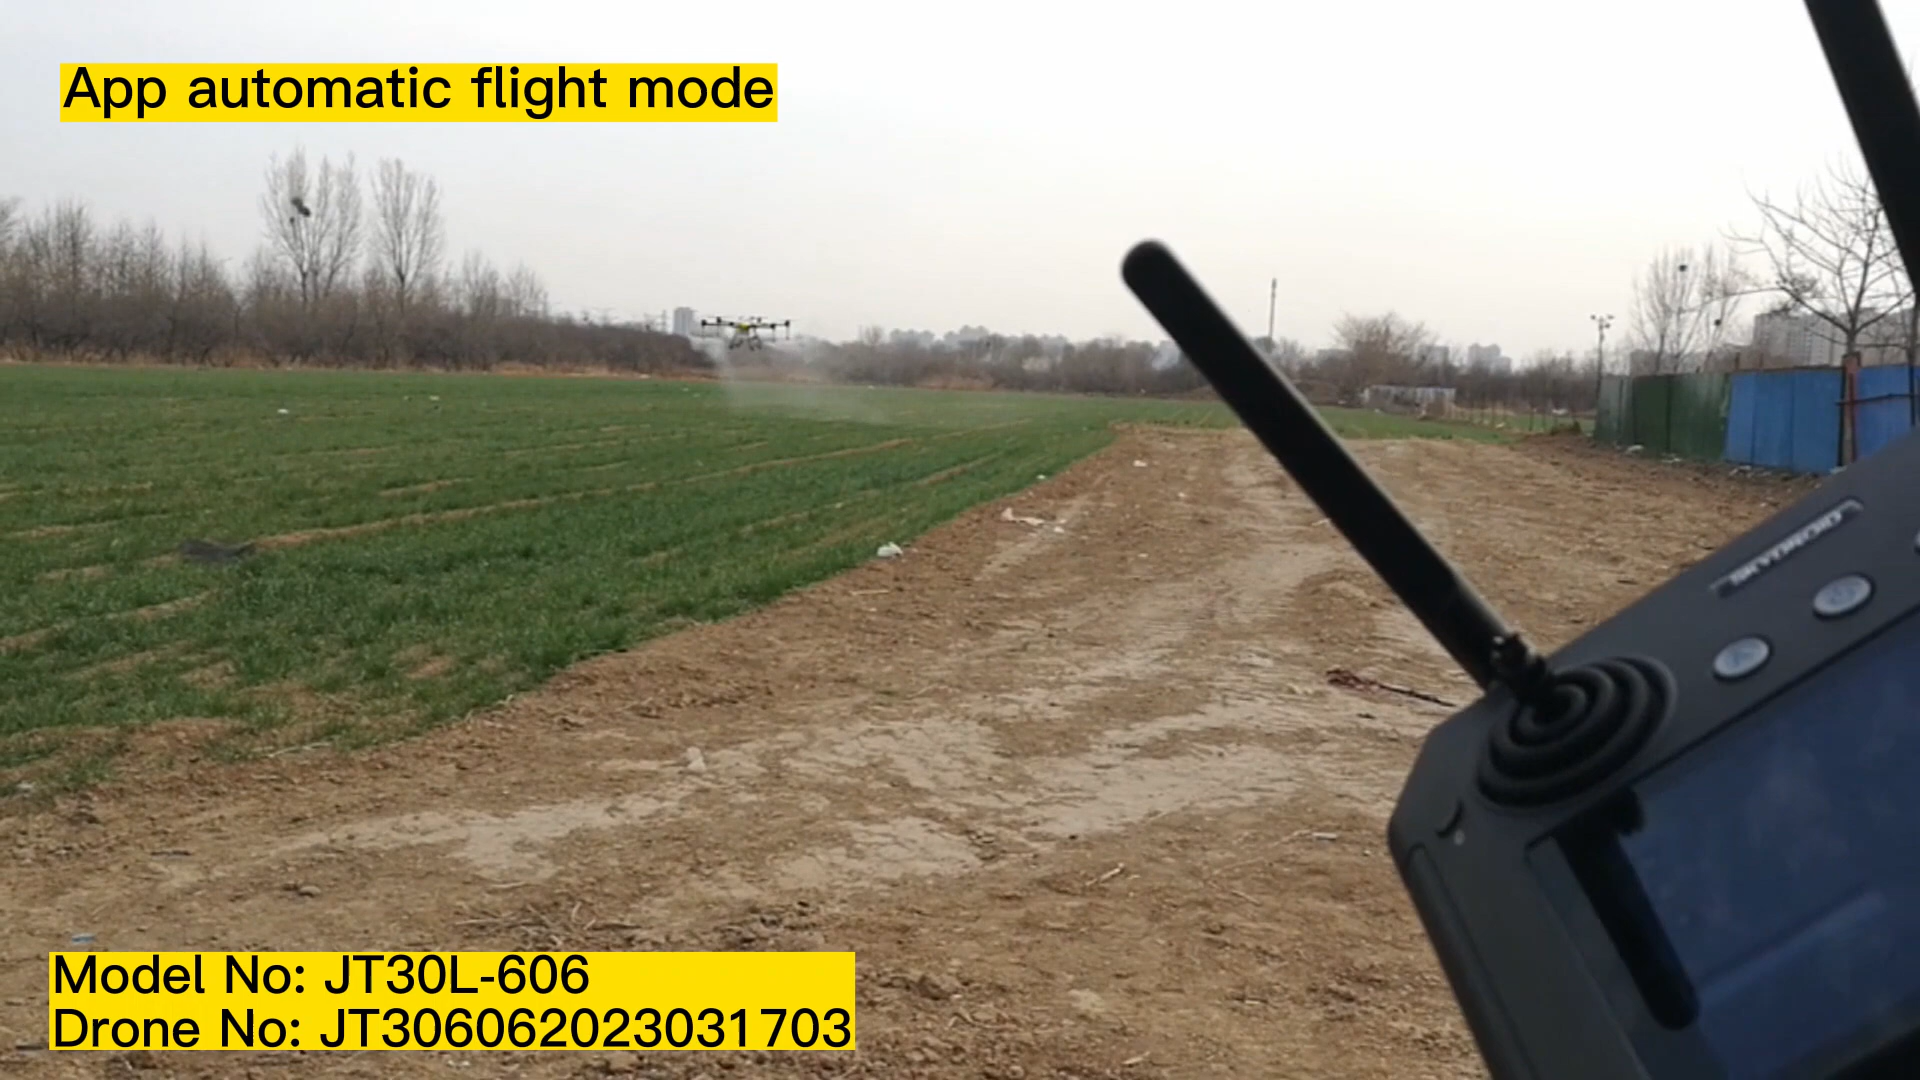 App automatic flight mode
Model No: JT30L-606
Drone No: JT306062023031703